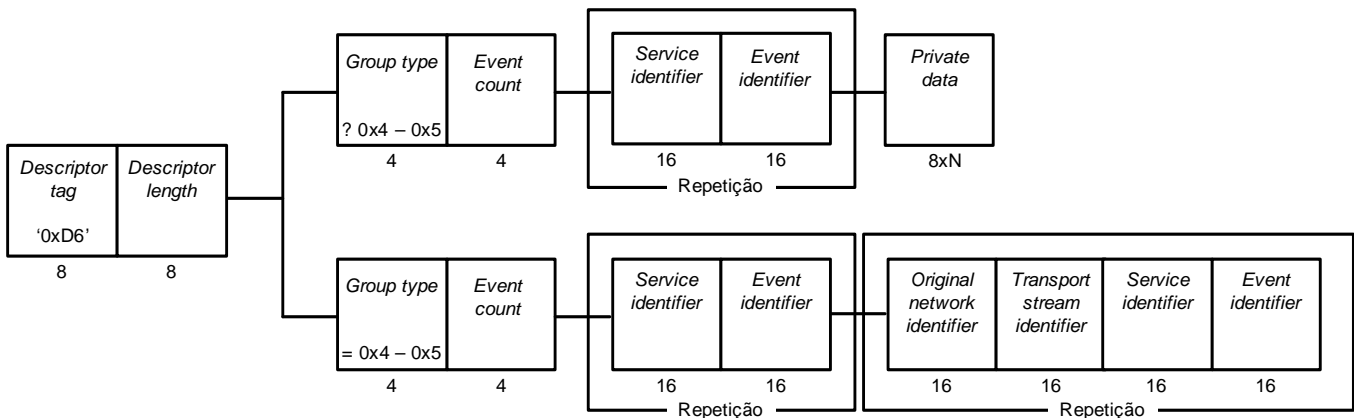 Group type
Event count
Service identifier
Event identifier
Private data
? 0x4 – 0x5
4
4
16
16
8xN
Repetição
Descriptor tag
Descriptor length
‘0xD6’
8
8
Group type
Event count
Service identifier
Event identifier
Original network identifier
Transport stream identifier
Service identifier
Event identifier
= 0x4 – 0x5
4
4
16
16
16
16
16
16
Repetição
Repetição